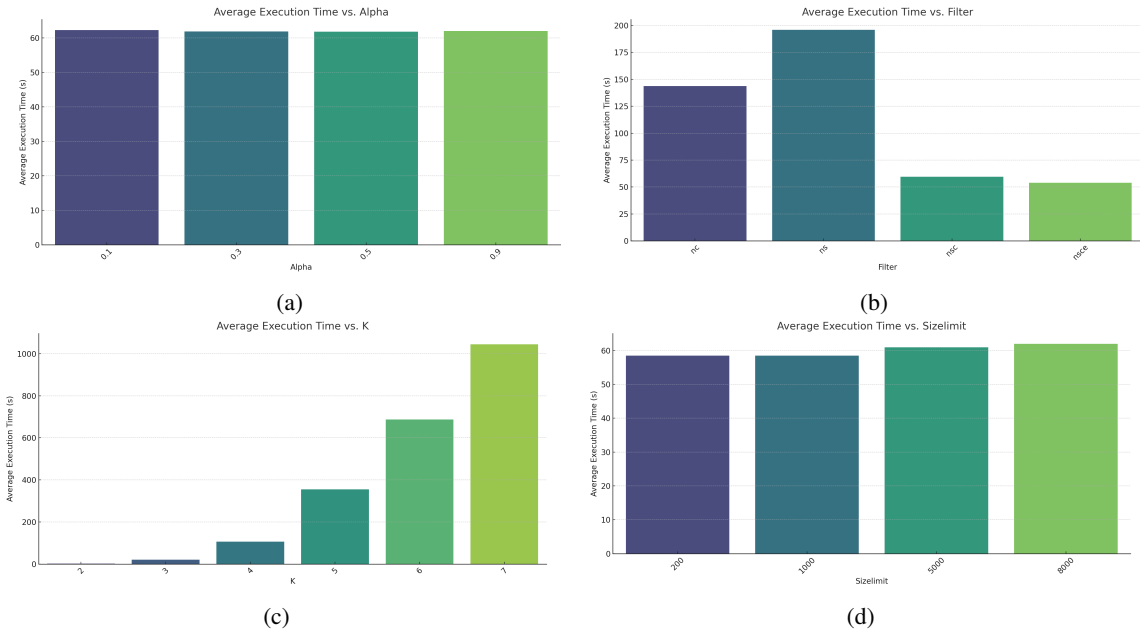 Average Execution Time vs. Alpha
Average Execution Time (s)
60
50
40
30
20
10
0
0.1
0.3
0.5
0.9
Alpha
(a)
Average Execution Time vs. Filter
Average Execution Time (s)
200
175
150
125
100
75
50
25
0
nc
ns
nsc
nsce
Filter
(b)
Average Execution Time vs. K
Average Execution Time (s)
1000
800
600
400
200
0
2
3
4
5
6
7
K
(c)
Average Execution Time vs. Sizelimit
Average Execution Time (s)
60
50
40
30
20
10
0
200
1000
5000
8000
Sizelimit
(d)